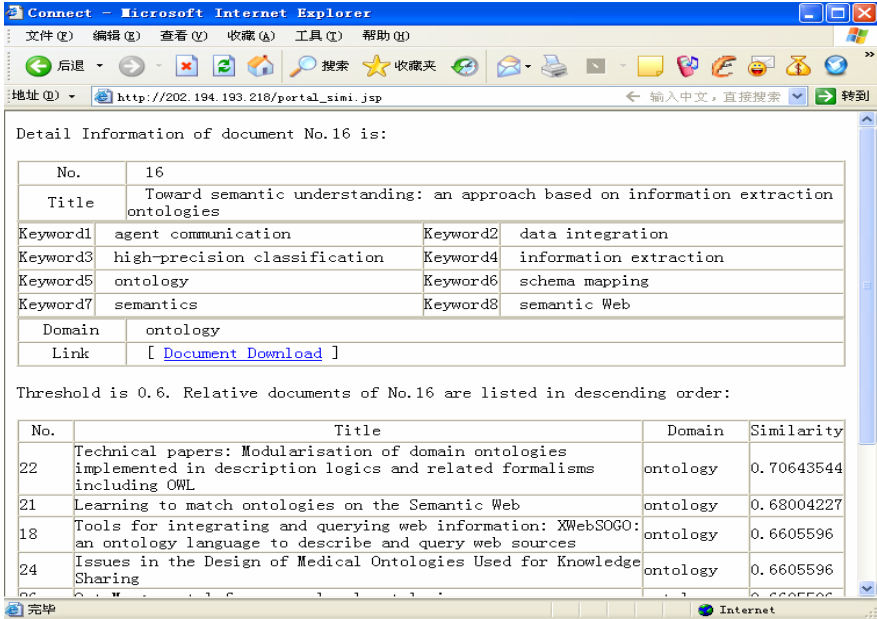 Connect - Microsoft Internet Explorer
文件(F) 编辑(E) 查看(V) 收藏(A) 工具(T) 帮助(H)
后退 搜索 收藏夹 »
地址(D) http://202.194.193.218/portal_simi.jsp 输入中文，直接搜索 转到
Detail Information of document No.16 is:
No. 16
Title Toward semantic understanding: an approach based on information extraction
ontologies
Keyword1 agent communication Keyword2 data integration
Keyword3 high-precision classification Keyword4 information extraction
Keyword5 ontology Keyword6 schema mapping
Keyword7 semantics Keyword8 semantic Web
Domain ontology
Link [ Document Download ]
Threshold is 0.6. Relative documents of No.16 are listed in descending order:
No. Title Domain Similarity
Technical papers: Modularisation of domain ontologies
22 implemented in description logics and related formalisms ontology 0.70643544
including OWL
21 Learning to match ontologies on the Semantic Web ontology 0.68004227
18 Tools for integrating and querying web information: XWebSOGO: ontology 0.6605596
an ontology language to describe and query web sources
24 Issues in the Design of Medical Ontologies Used for Knowledge ontology 0.6605596
Sharing
完毕 Internet